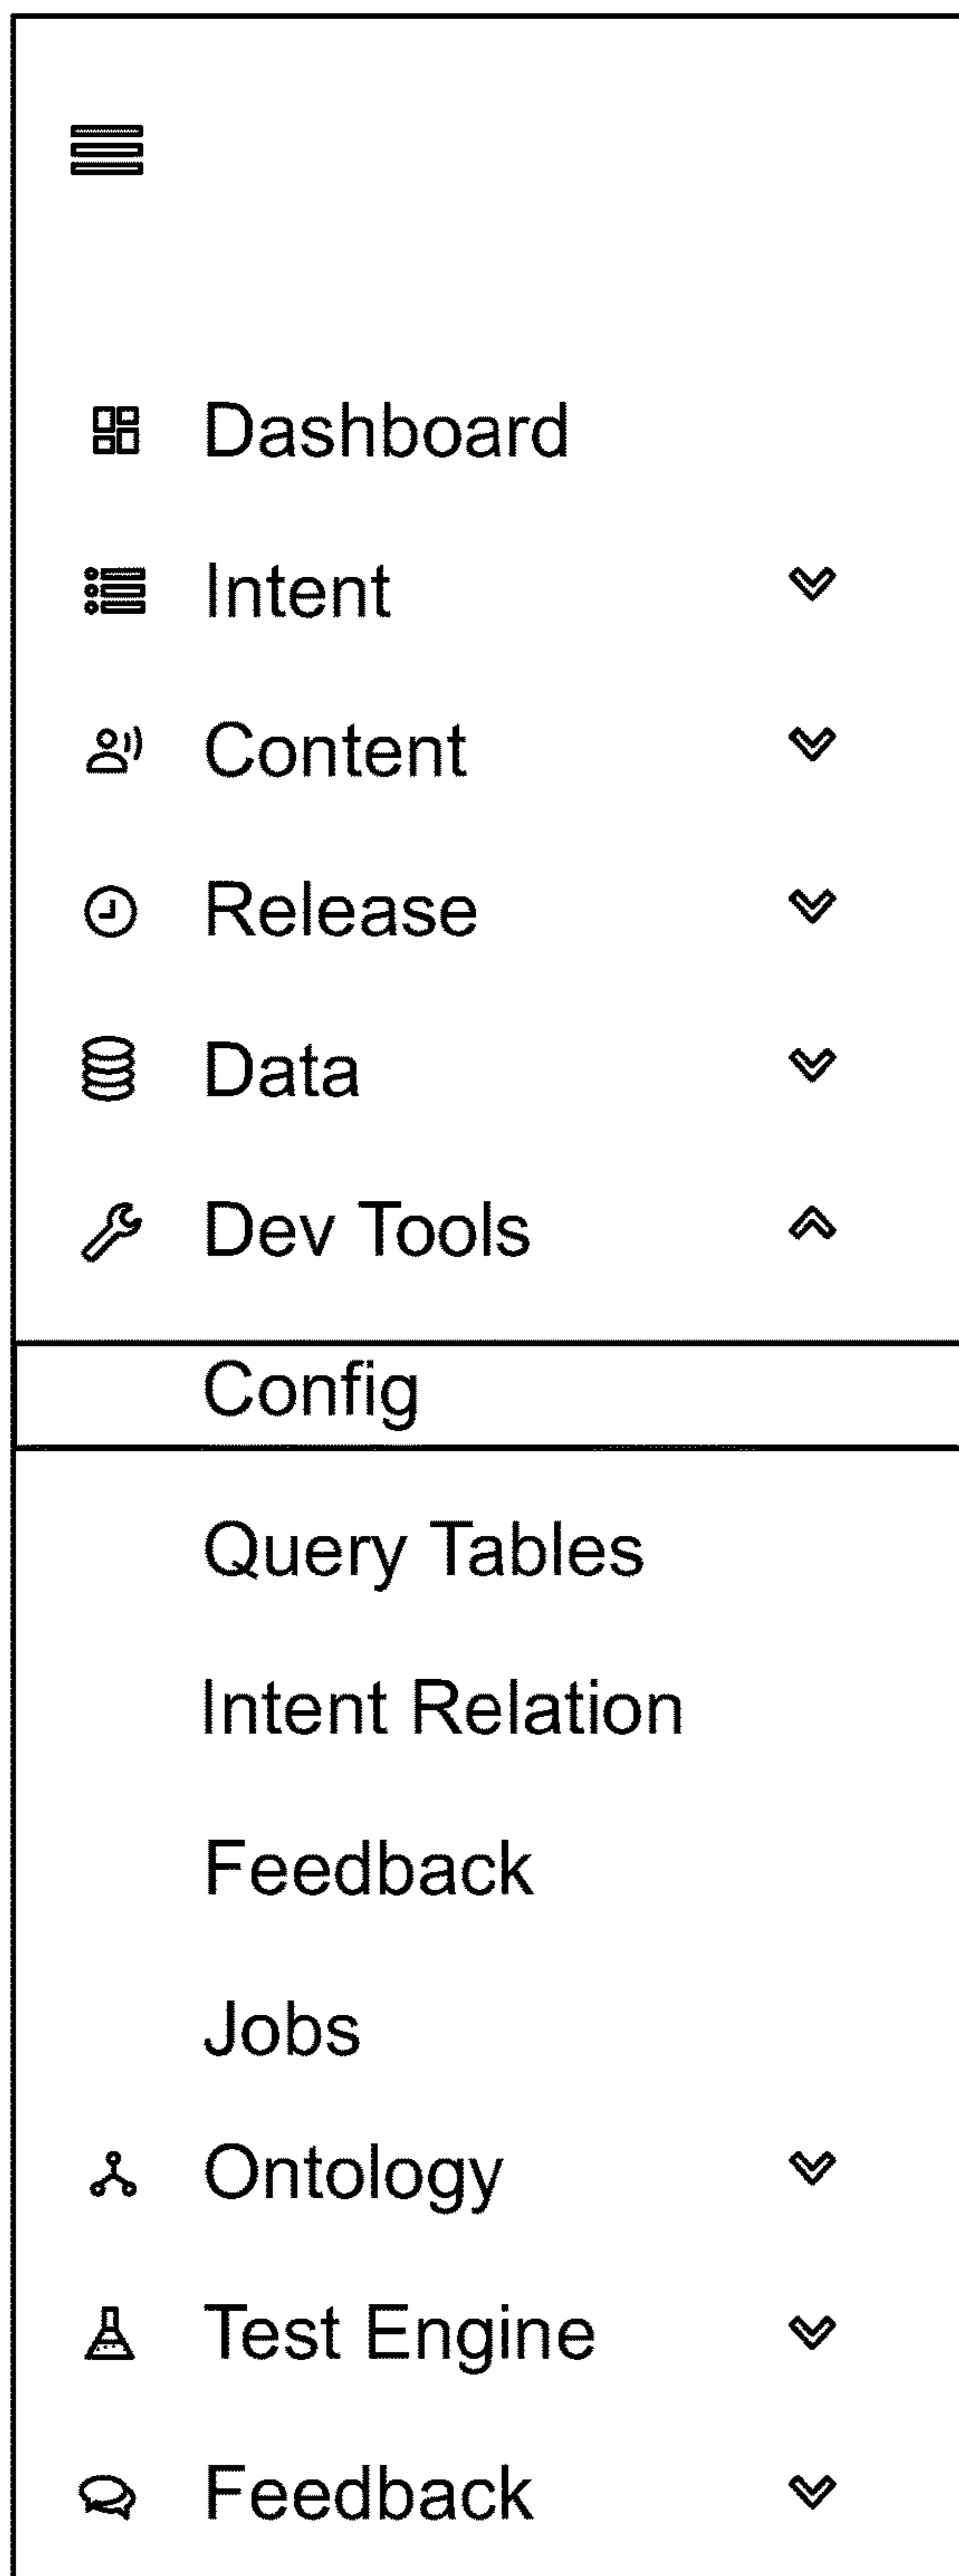 Dashboard
Intent
Content
Release
Data
Dev Tools
Config
Query Tables
Intent Relation
Feedback
Jobs
Ontology
Test Engine
Feedback